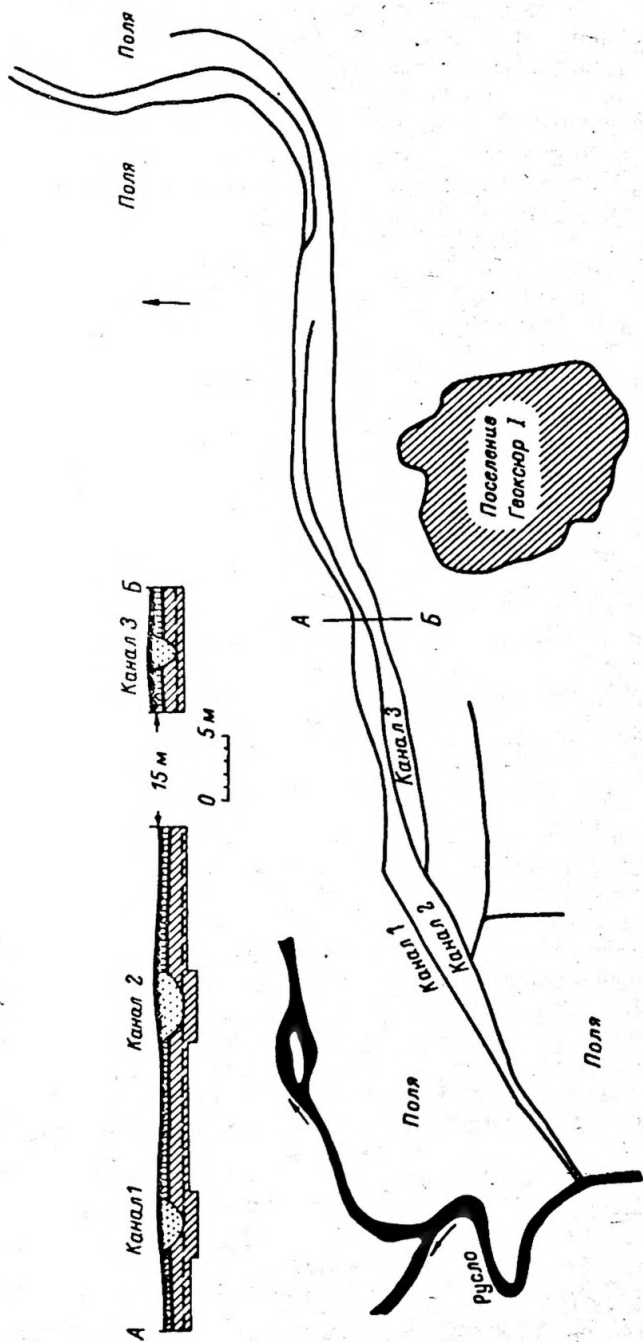 А
Канал 1
Канал 2
15 м
Канал 3
Б
0
5 м
Поля
Поля
А
Б
Канал 3
Канал 1
Канал 2
Поля
Поля
Русло
Поселение
Геоксюр I